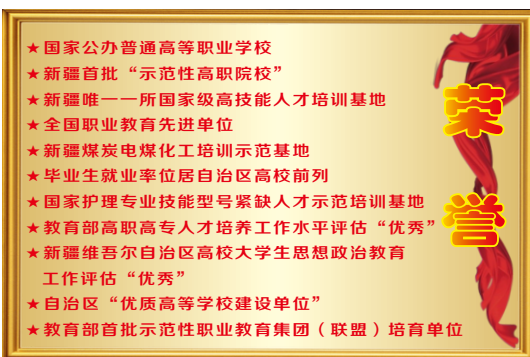 ★国家公办普通高等职业学校
★新疆首批“示范性高职院校”
★新疆唯一一所国家级高技能人才培训基地
★全国职业教育先进单位
★新疆煤炭电煤化工培训示范基地
★毕业生就业率位居自治区高校前列
★国家护理专业技能型号紧缺人才示范培训基地
★教育部高职高专人才培养工作水平评估“优秀”
★新疆维吾尔自治区高校大学生思想政治教育
工作评估“优秀”
★自治区“优质高等学校建设单位”
★教育部首批示范性职业教育集团（联盟）培育单位
荣誉